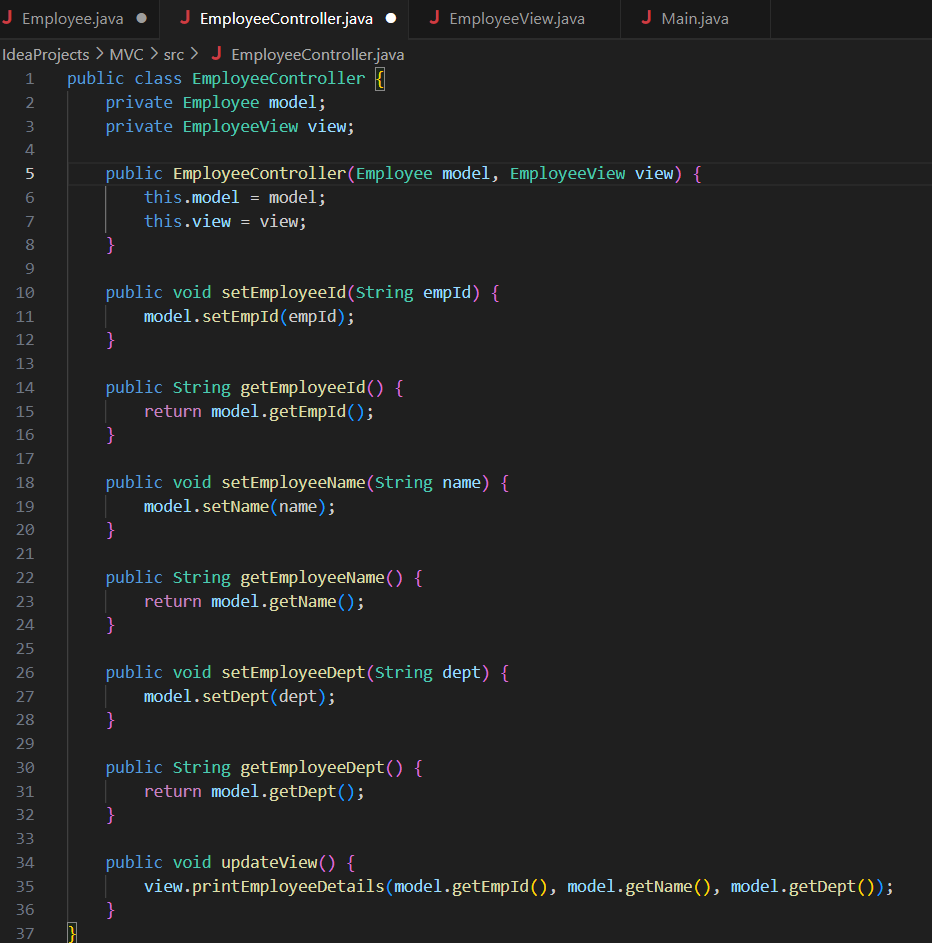 Employee.java
EmployeeController.java
EmployeeView.java
Main.java
IdeaProjects > MVC > src > J EmployeeController.java
1 public class EmployeeController {
2     private Employee model;
3     private EmployeeView view;
4
5     public EmployeeController(Employee model, EmployeeView view) {
6         this.model = model;
7         this.view = view;
8     }
9
10     public void setEmployeeId(String empId) {
11         model.setEmpId(empId);
12     }
13
14     public String getEmployeeId() {
15         return model.getEmpId();
16     }
17
18     public void setEmployeeName(String name) {
19         model.setName(name);
20     }
21
22     public String getEmployeeName() {
23         return model.getName();
24     }
25
26     public void setEmployeeDept(String dept) {
27         model.setDept(dept);
28     }
29
30     public String getEmployeeDept() {
31         return model.getDept();
32     }
33
34     public void updateView() {
35         view.printEmployeeDetails(model.getEmpId(), model.getName(), model.getDept());
36     }
37 }